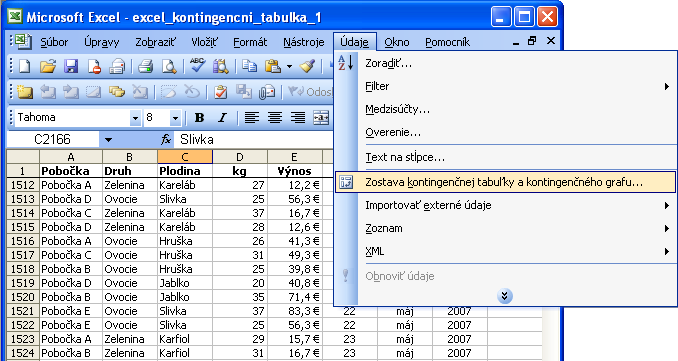 Microsoft Excel - excel_kontingencni_tabulka_1
Súbor Úpravy Zobraziť Vložiť Formát Nástroje Údaje Okno Pomocník
Zoradiť...
Filter
Medzisúčty...
Overenie...
Text na stĺpce...
Zostava kontingenčnej tabuľky a kontingenčného grafu...
Importovať externé údaje
Zoznam
XML
Obnoviť údaje
Tahoma 8 B I U
C2166 fx Slivka
A B C D E
1 Pobočka Druh Plodina kg Výnos
1512 Pobočka A Zelenina Kareláb 27 12,2 €
1513 Pobočka D Ovocie Slivka 25 56,3 €
1514 Pobočka C Zelenina Kareláb 37 16,7 €
1515 Pobočka D Zelenina Kareláb 28 12,6 €
1516 Pobočka A Ovocie Hruška 26 41,3 €
1517 Pobočka C Ovocie Hruška 31 49,3 €
1518 Pobočka B Ovocie Hruška 25 39,8 €
1519 Pobočka D Ovocie Jablko 20 40,8 €
1520 Pobočka B Ovocie Jablko 35 71,4 €
1521 Pobočka E Ovocie Slivka 37 83,3 € 22 máj 2007
1522 Pobočka E Ovocie Slivka 25 56,3 € 22 máj 2007
1523 Pobočka A Zelenina Karfiol 29 15,7 € 23 máj 2007
1524 Pobočka B Zelenina Karfiol 31 16,7 € 23 máj 2007